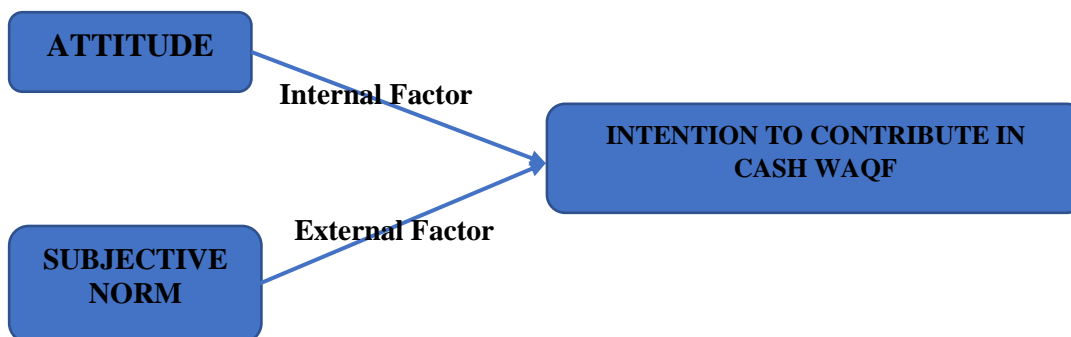 ATTITUDE
Internal Factor
INTENTION TO CONTRIBUTE IN
CASH WAQF
External Factor
SUBJECTIVE
NORM